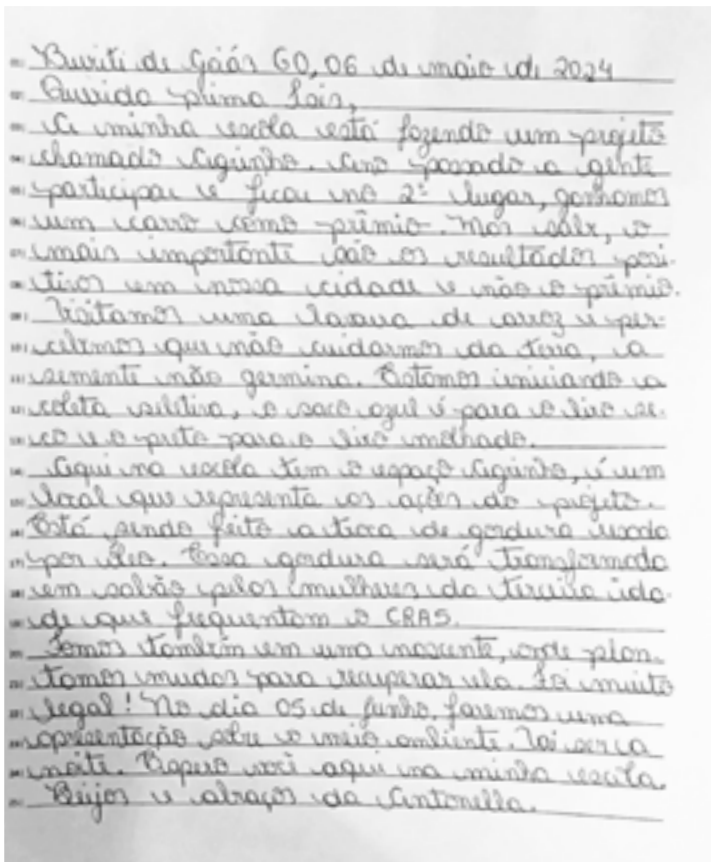 Buriti de Goiás GO, 06 de maio de 2024
Querida prima Lais,
A minha escola está fazendo um projeto
chamado Agrinho. Ano passado a gente
participou e ficou no 2º lugar, ganhamos
um carro como prêmio. Mas sabe, o
mais importante são os resultados posi-
tivos em nossa cidade e não o prêmio.
Visitamos uma lavoura de arroz e per-
cebemos que não cuidarmos da terra, a
semente não germina. Estamos iniciando a
coleta seletiva, o saco azul é para o lixo se-
co e o preto para o lixo molhado.
Aqui na escola tem o espaço Agrinho, é um
local que representa as ações do projeto.
Está sendo feito a troca de gordura usada
por óleo. Essa gordura será transformada
em sabão pelas mulheres da terceira ida-
de que frequentam o CRAS.
Fomos também em uma nascente, onde plan-
tamos mudas para recuperar ela. Foi muito
legal! No dia 05 de junho, faremos uma
apresentação sobre o meio ambiente. Vai ser a
noite. Espero você aqui na minha escola.
Beijos e abraços da Antonella.